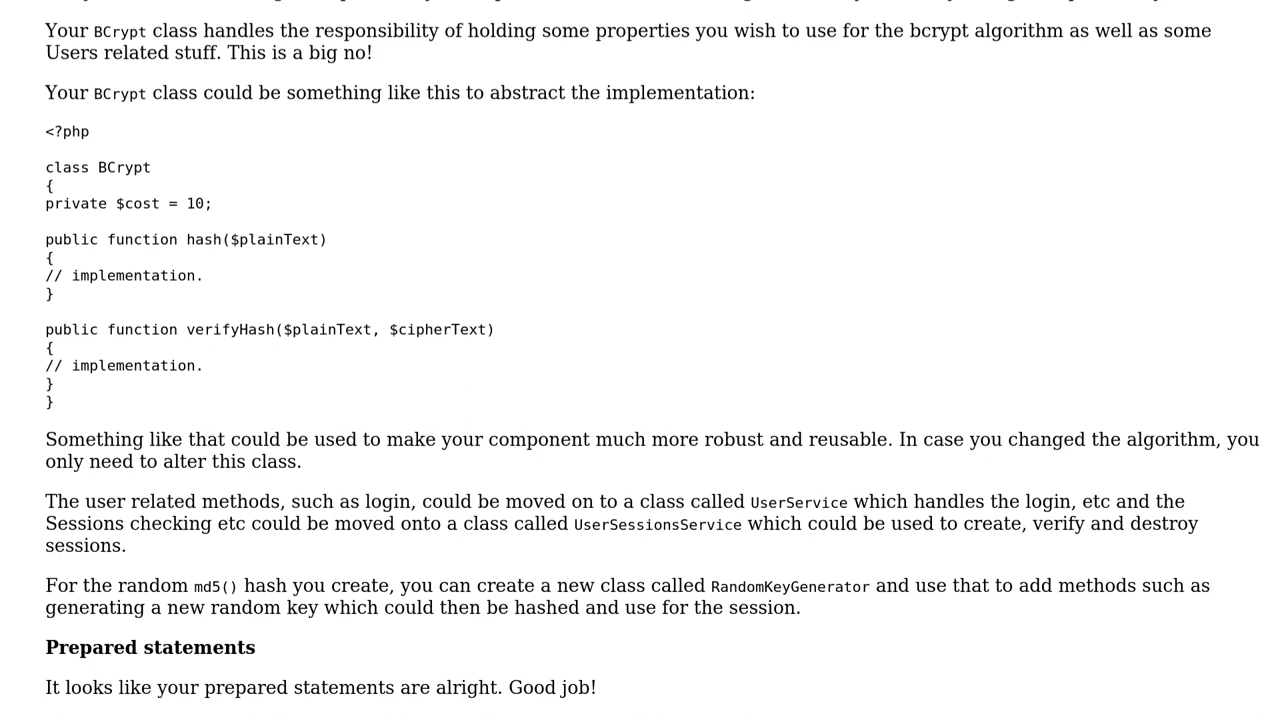 Your BCrypt class handles the responsibility of holding some properties you wish to use for the bcrypt algorithm as well as some
Users related stuff. This is a big no!
Your BCrypt class could be something like this to abstract the implementation:
<?php
class BCrypt
{
private $cost = 10;
public function hash($plainText)
{
// implementation.
}
public function verifyHash($plainText, $cipherText)
{
// implementation.
}
}
Something like that could be used to make your component much more robust and reusable. In case you changed the algorithm, you
only need to alter this class.
The user related methods, such as login, could be moved on to a class called UserService which handles the login, etc and the
Sessions checking etc could be moved onto a class called UserSessionsService which could be used to create, verify and destroy
sessions.
For the random md5() hash you create, you can create a new class called RandomKeyGenerator and use that to add methods such as
generating a new random key which could then be hashed and use for the session.
Prepared statements
It looks like your prepared statements are alright. Good job!